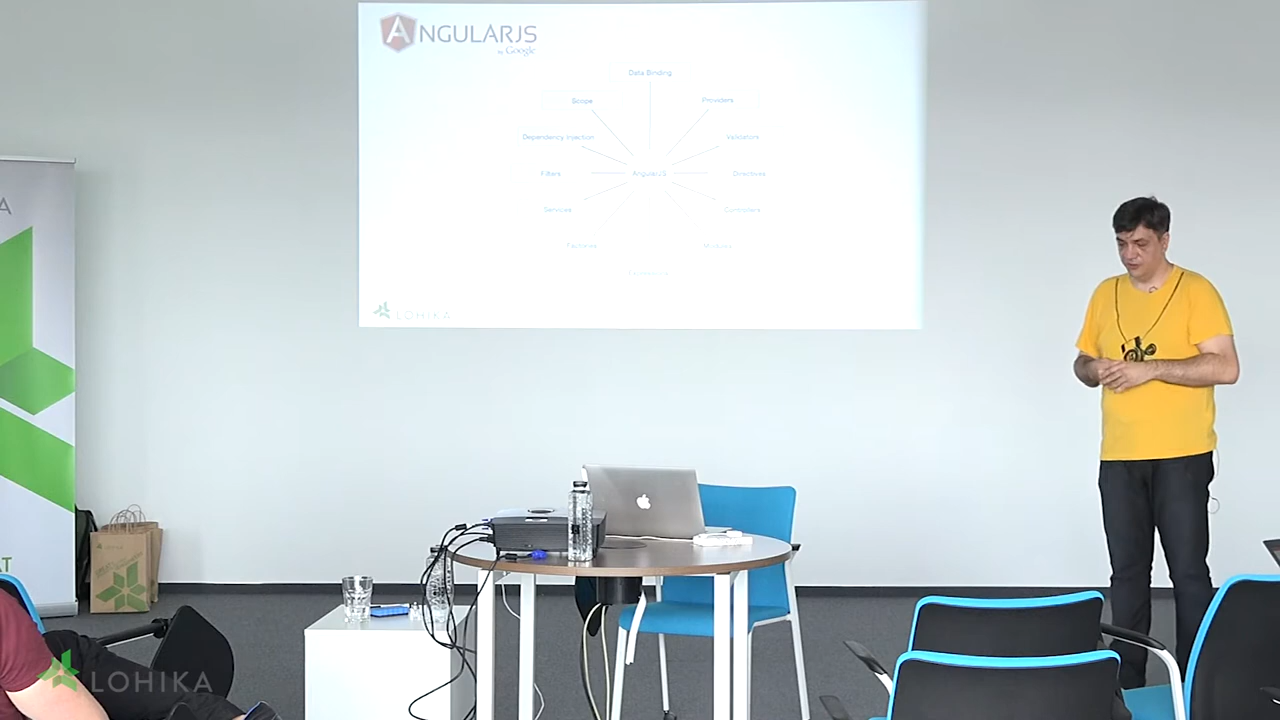 ANGULARJS
by Google
Data Binding
Scope
Providers
Dependency Injection
Validators
Filters
AngularJS
Directives
Services
Controllers
Factories
Modules
LOHIKA
A
AT
LOHIKA